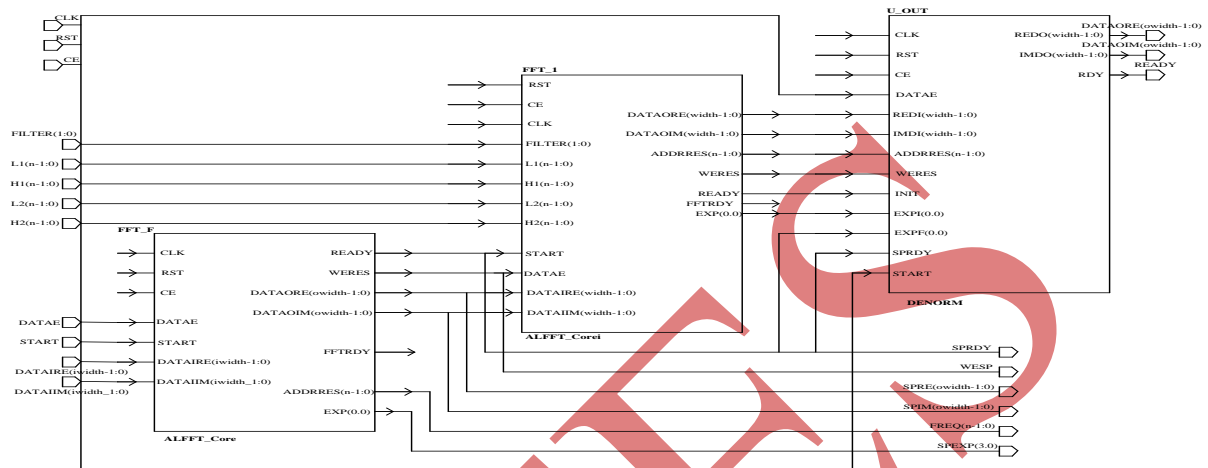 CLK
RST
CE
FILTER(1:0)
L1(n-1:0)
H1(n-1:0)
L2(n-1:0)
H2(n-1:0)
DATAE
START
DATAIRE(iwidth-1:0)
DATAIIM(iwidth_1:0)
FFT_F
CLK
RST
CE
DATAE
START
DATAIRE(iwidth-1:0)
DATAIIM(iwidth_1:0)
READY
WERES
DATAORE(owidth-1:0)
DATAOIM(owidth-1:0)
FFTRDY
ADDRRES(n-1:0)
EXP(0.0)
ALFFT_Core
FFT_1
RST
CE
CLK
FILTER(1:0)
L1(n-1:0)
H1(n-1:0)
L2(n-1:0)
H2(n-1:0)
START
DATAE
DATAIRE(width-1:0)
DATAIIM(width-1:0)
DATAORE(width-1:0)
DATAOIM(width-1:0)
ADDRRES(n-1:0)
WERES
READY
FFTRDY
EXP(0.0)
ALFFT_Corei
U_OUT
CLK
RST
CE
DATAE
REDI(width-1:0)
IMDI(width-1:0)
ADDRRES(n-1:0)
WERES
INIT
EXPI(0.0)
EXPF(0.0)
SPRDY
START
REDO(width-1:0)
IMDO(width-1:0)
RDY
DENORM
DATAORE(owidth-1:0)
DATAOIM(owidth-1:0)
READY
SPRDY
WESP
SPRE(owidth-1:0)
SPIM(owidth-1:0)
FREQ(n-1:0)
SPEXP(3.0)
ES